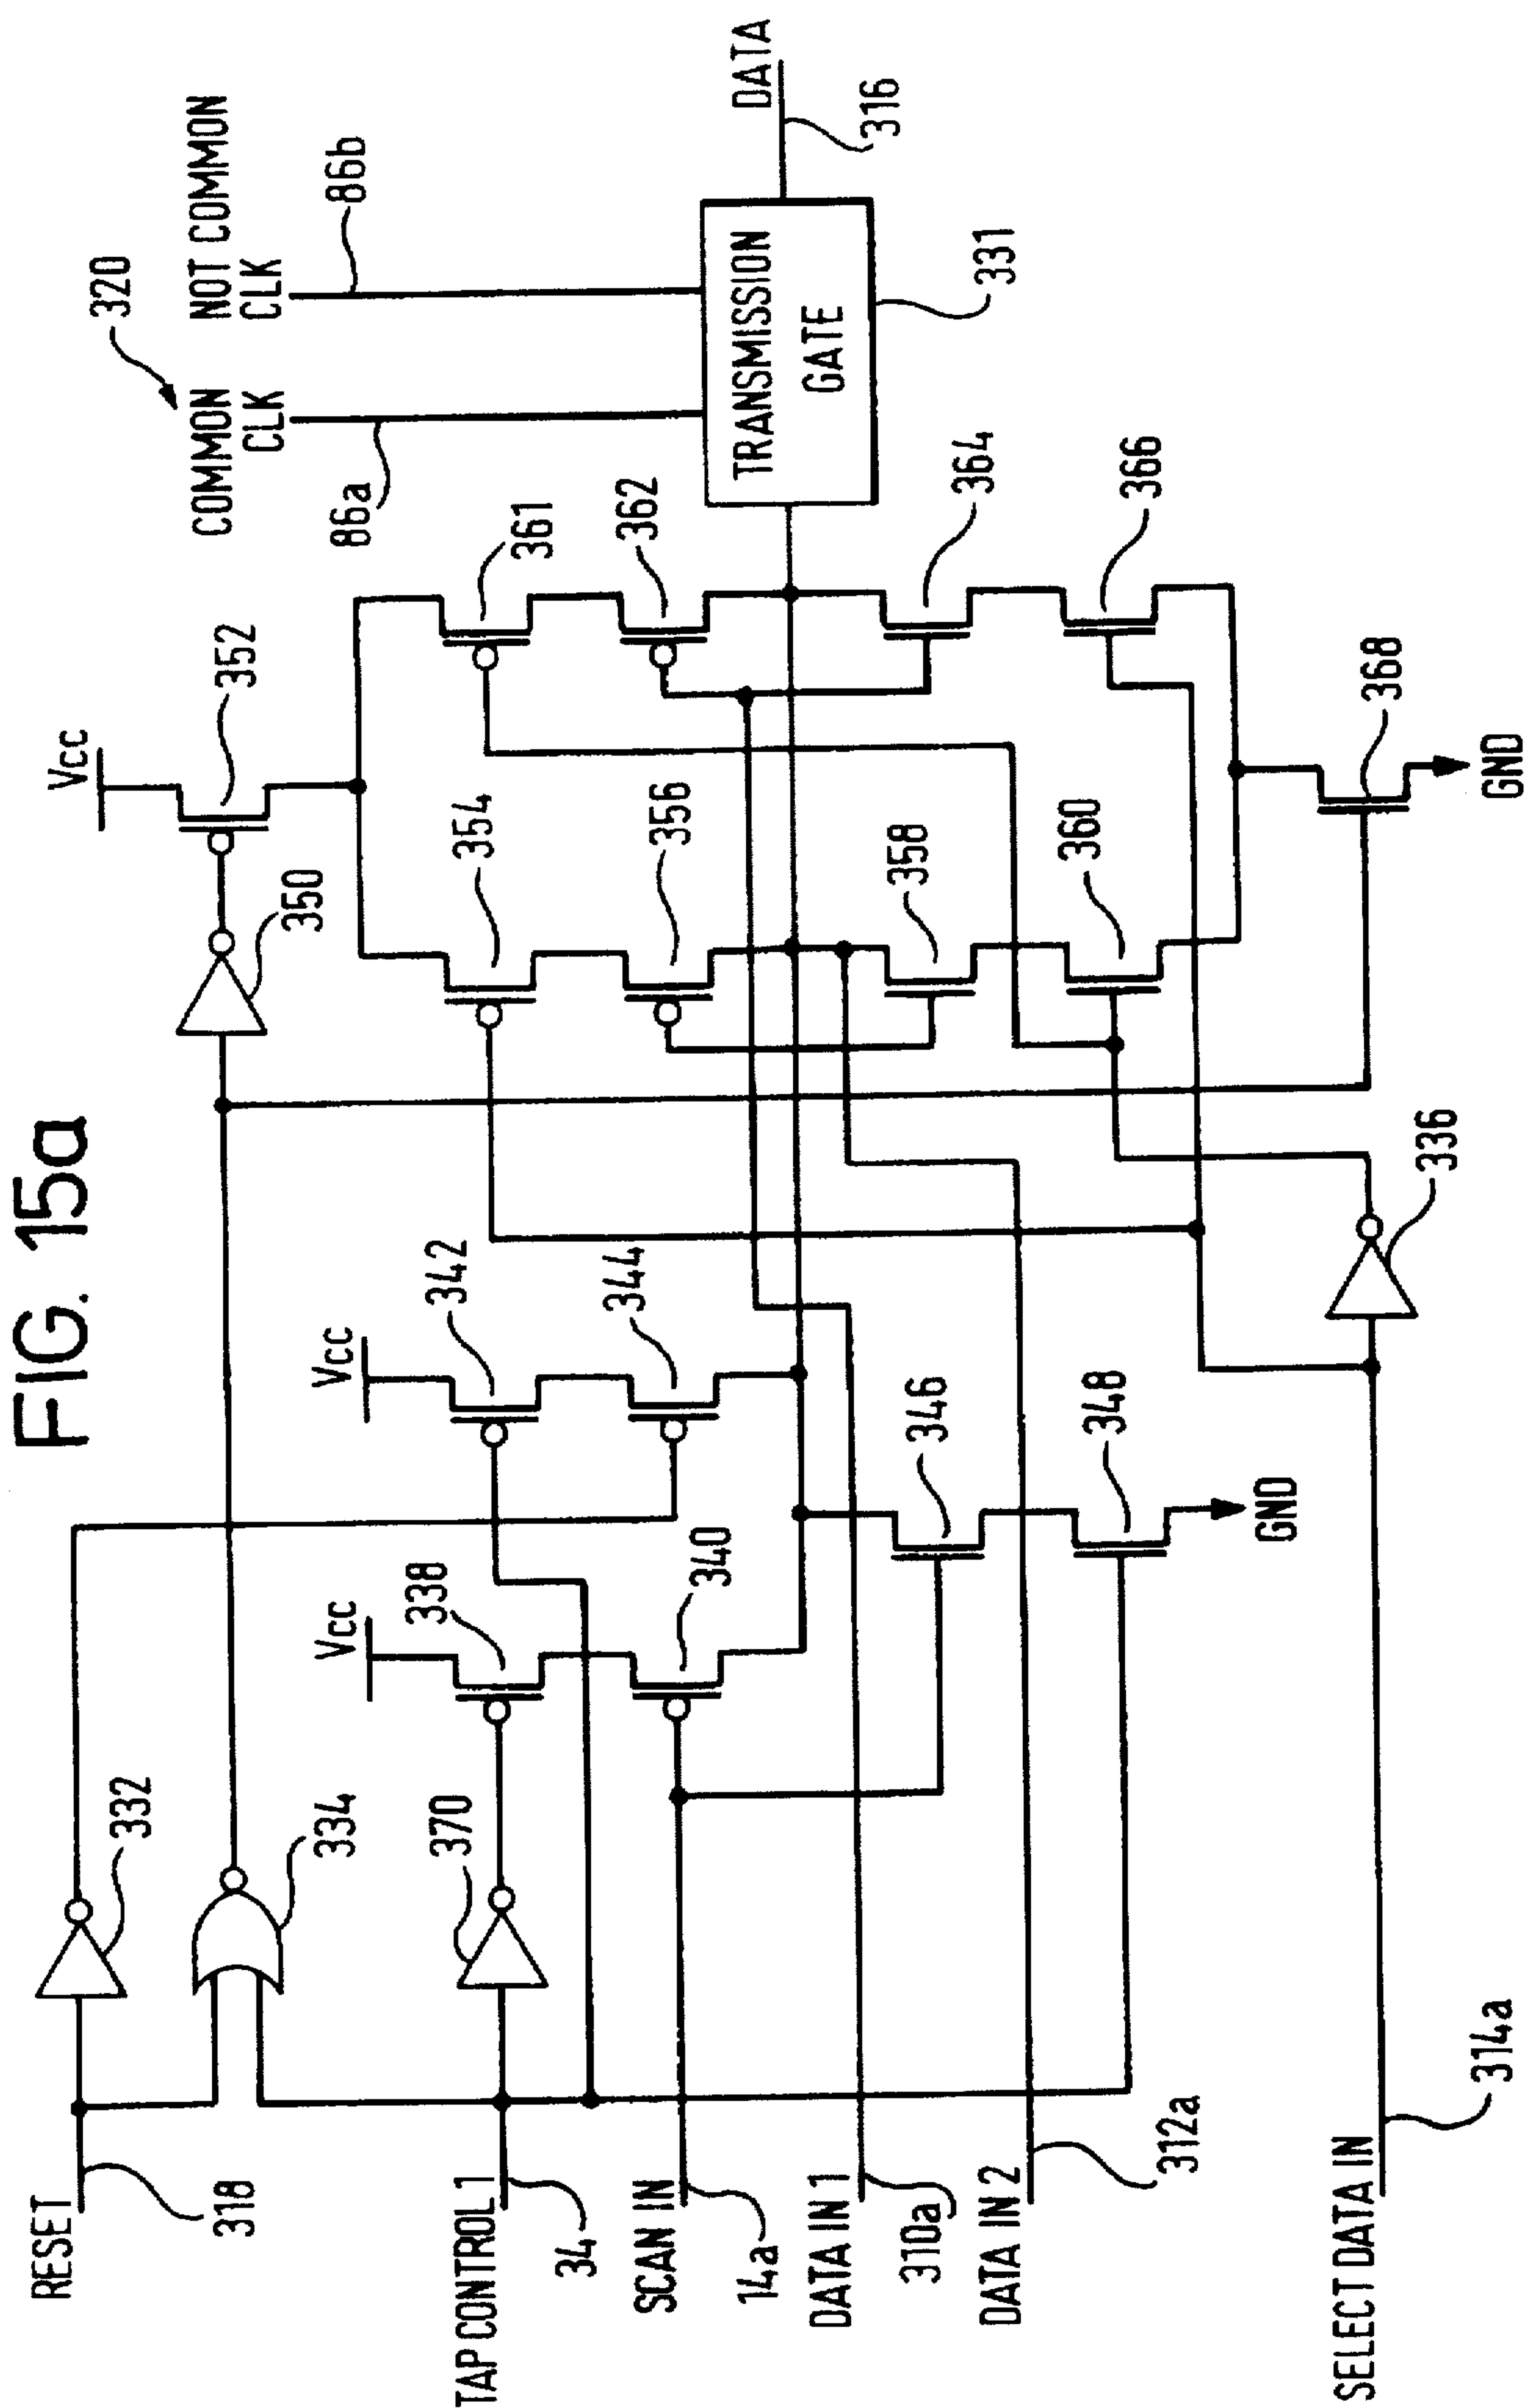 FIG. 15a
RESET
318
TAP CONTROL 1
34
SCAN IN
14a
DATA IN 1
310a
DATA IN 2
312a
SELECT DATA IN
314a
332
334
370
Vcc
338
340
Vcc
342
344
346
348
GND
336
350
Vcc
352
354
356
358
360
361
362
364
366
368
GND
320
COMMON
CLK
86a
NOT COMMON
CLK
86b
TRANSMISSION
GATE
331
DATA
316